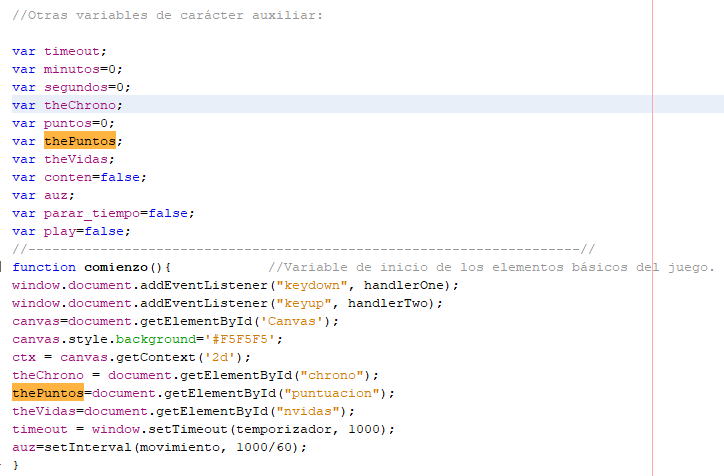 //Otras variables de carácter auxiliar:
var timeout;
var minutos=0;
var segundos=0;
var theChrono;
var puntos=0;
var thePuntos;
var theVidas;
var conten=false;
var auz;
var parar_tiempo=false;
var play=false;
//---------------------------------------------------------------------//
function comienzo(){            //Variable de inicio de los elementos básicos del juego.
window.document.addEventListener("keydown", handlerOne);
window.document.addEventListener("keyup", handlerTwo);
canvas=document.getElementById('Canvas');
canvas.style.background='#F5F5F5';
ctx = canvas.getContext('2d');
theChrono = document.getElementById("chrono");
thePuntos=document.getElementById("puntuacion");
theVidas=document.getElementById("nvidas");
timeout = window.setTimeout(temporizador, 1000);
auz=setInterval(movimiento, 1000/60);
}